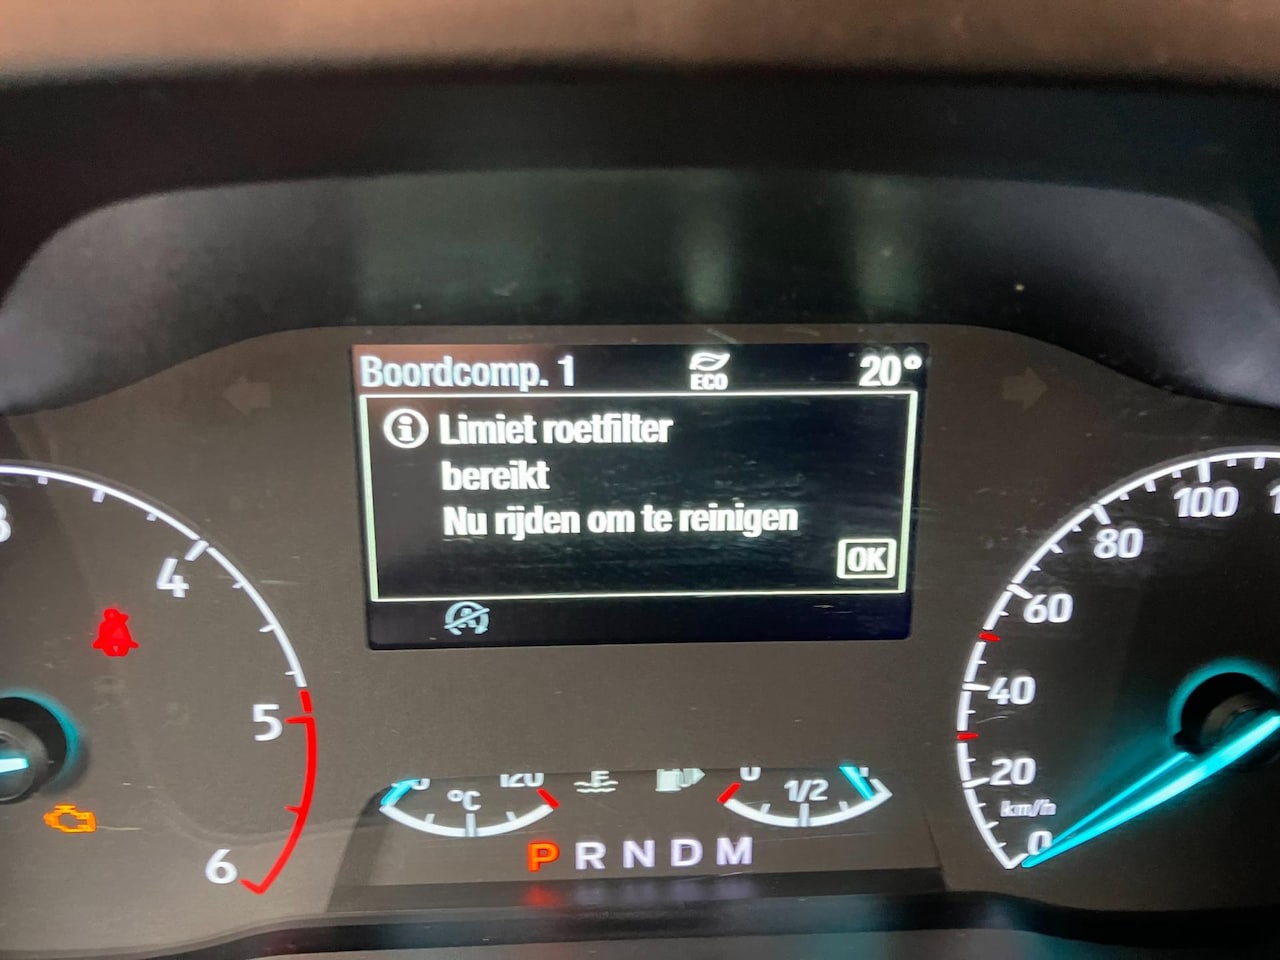 Boordcomp. 1 ECO 20°
i Limiet roetfilter
bereikt
Nu rijden om te reinigen
OK
A
4
5
6
120
°C
0
1/2
P R N D M
100
80
60
40
20
km/h
0